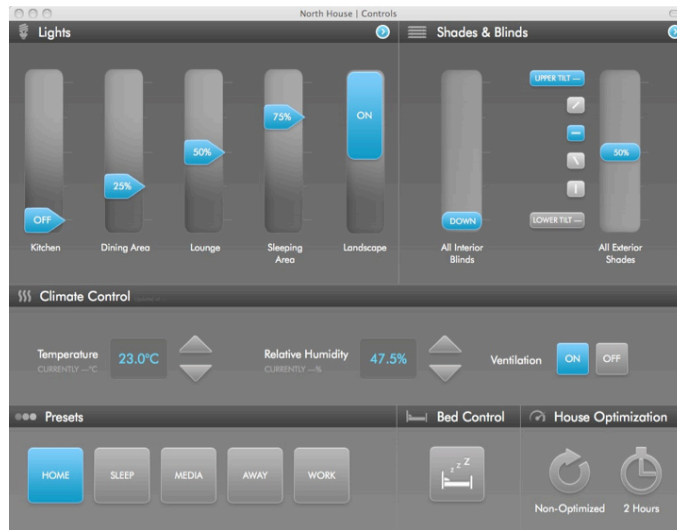 North House | Controls
Lights
Shades & Blinds
OFF
25%
50%
75%
ON
Kitchen
Dining Area
Lounge
Sleeping
Area
Landscape
DOWN
All Interior
Blinds
UPPER TILT —
LOWER TILT —
50%
All Exterior
Shades
Climate Control
Temperature
CURRENTLY —°C
23.0°C
Relative Humidity
CURRENTLY —%
47.5%
Ventilation
ON
OFF
Presets
HOME
SLEEP
MEDIA
AWAY
WORK
Bed Control
z z z Z
House Optimization
Non-Optimized
2 Hours